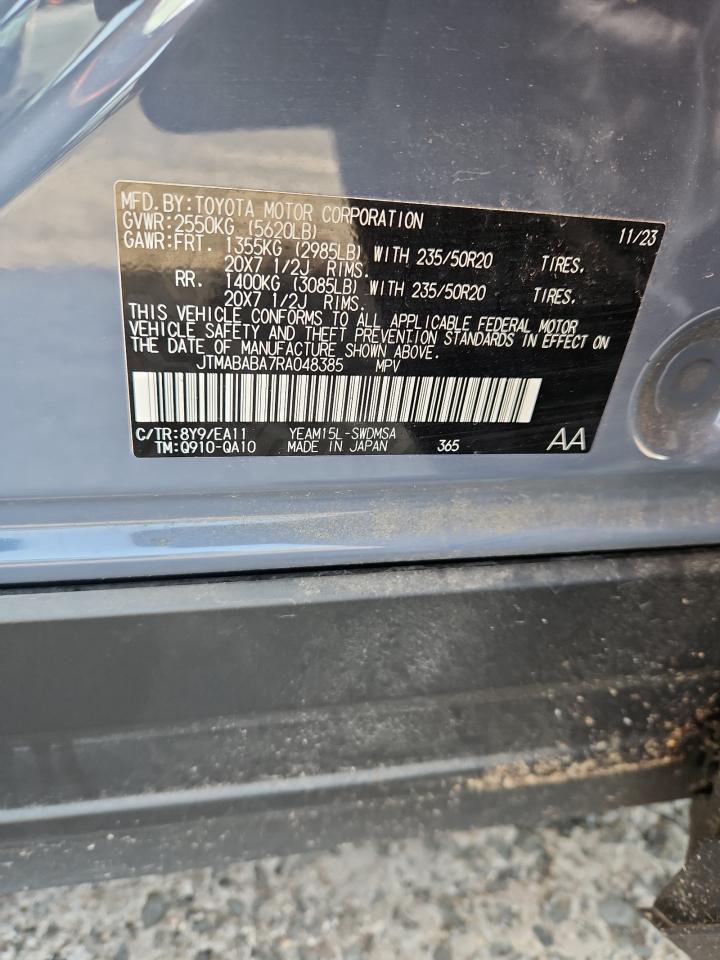 MFD.BY:TOYOTA MOTOR CORPORATION 11/23
GVWR:2550KG (5620LB)
GAWR:FRT. 1355KG (2985LB) WITH 235/50R20 TIRES.
20X7 1/2J RIMS.
RR. 1400KG (3085LB) WITH 235/50R20 TIRES.
20X7 1/2J RIMS.
THIS VEHICLE CONFORMS TO ALL APPLICABLE FEDERAL MOTOR
VEHICLE SAFETY AND THEFT PREVENTION STANDARDS IN EFFECT ON
THE DATE OF MANUFACTURE SHOWN ABOVE.
JTMABABA7RA048385 MPV
C/TR:8Y9/EA11 YEAM15L-SWDMSA
TM:Q910-QA10 MADE IN JAPAN 365 AA